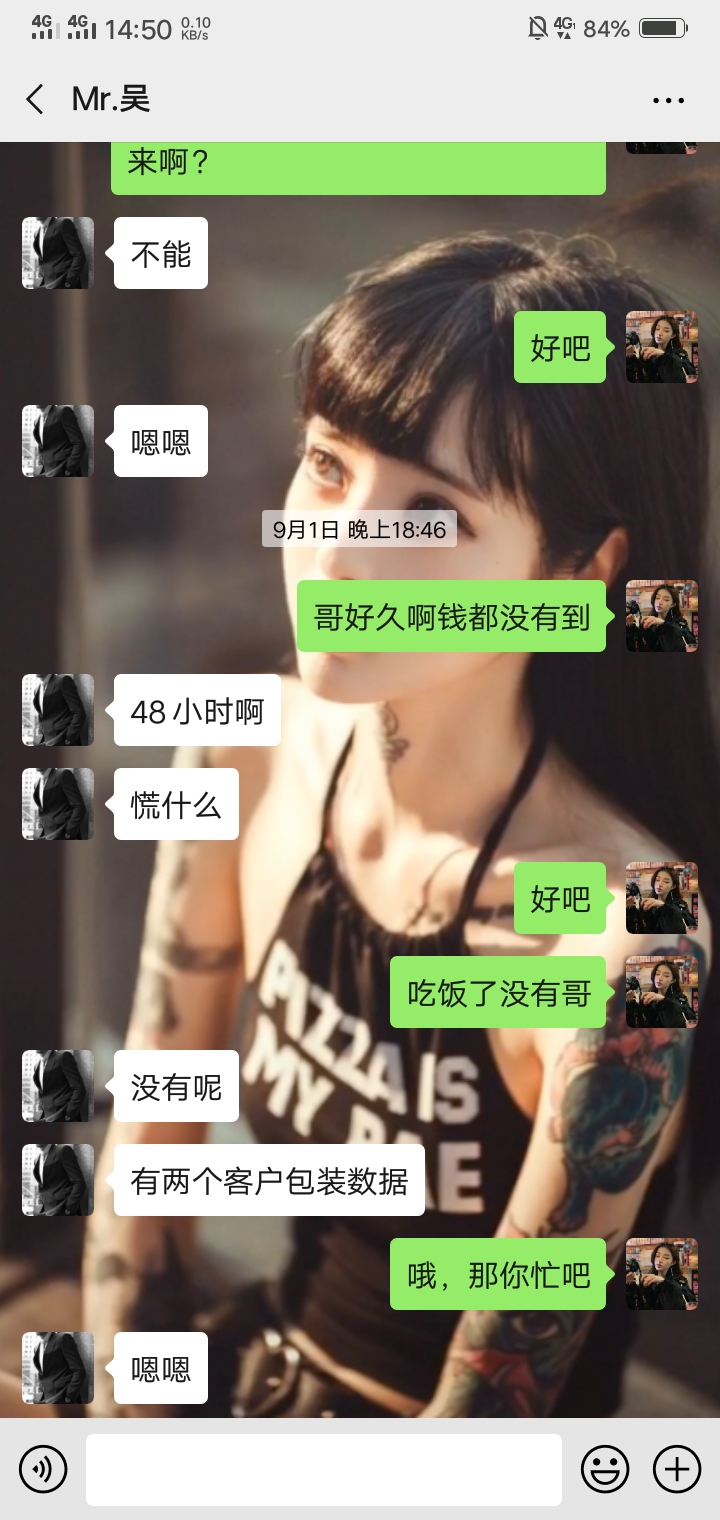 4G 4G 14:50 0.10 KB/s 4G 84%
Mr.吴
来啊？
不能
好吧
嗯嗯
9月1日 晚上18:46
哥好久啊钱都没有到
48小时啊
慌什么
好吧
吃饭了没有哥
没有呢
有两个客户包装数据
哦，那你忙吧
嗯嗯
PIZZA IS
MY BAE